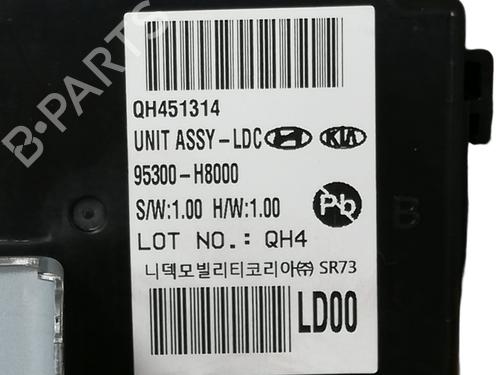 QH451314
UNIT ASSY-LDC KIA
95300-H8000
S/W:1.00 H/W:1.00 Pb
LOT NO.: QH4
니덱모빌리티코리아㈜ SR73
LD00
B
B-PARTS